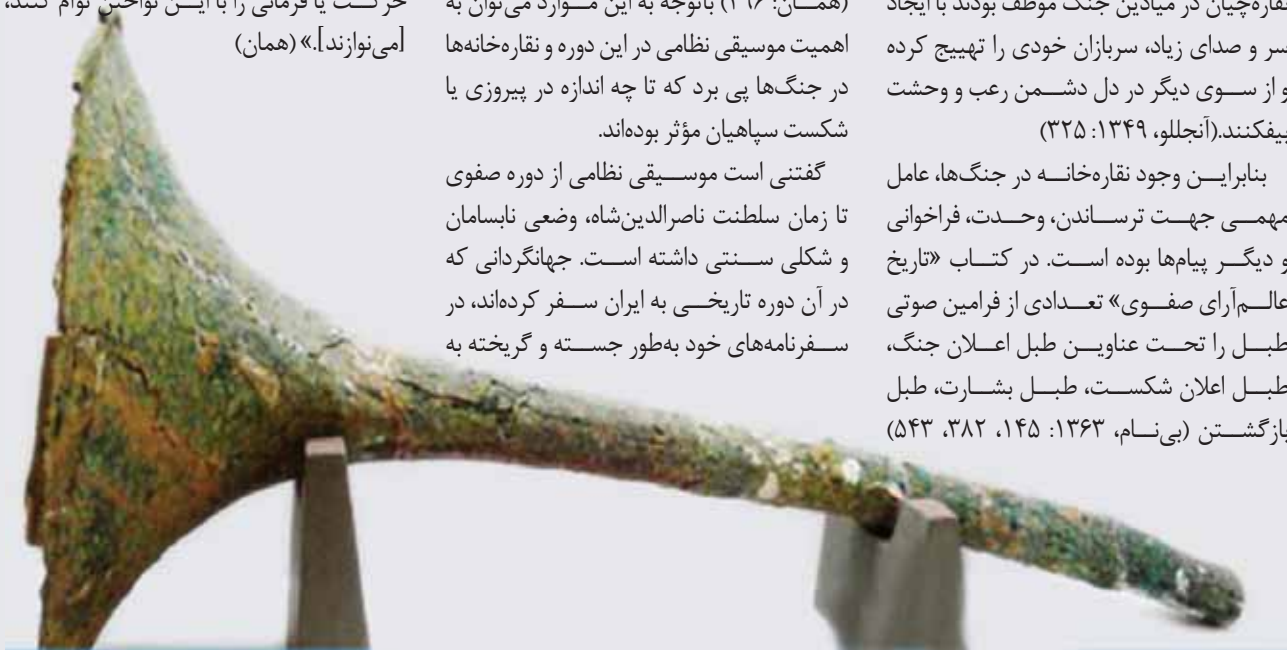 نقاره‌چیان در میادین جنگ موظف بودند با ایجاد
سر و صدای زیاد، سربازان خودی را تهییج کرده
و از سوی دیگر در دل دشمن رعب و وحشت
بیفکنند.(آنجللو، ۱۳۴۹: ۳۲۵)
بنابراین وجود نقاره‌خانه در جنگ‌ها، عامل
مهمی جهت ترساندن، وحدت، فراخوانی
و دیگر پیام‌ها بوده است. در کتاب «تاریخ
عالم‌آرای صفوی» تعدادی از فرامین صوتی
طبل را تحت عناوین طبل اعلان جنگ،
طبل اعلان شکست، طبل بشارت، طبل
بازگشتن (بی‌نام، ۱۳۶۳: ۱۴۵، ۳۸۲، ۵۴۳)
(همان: ۳۹۶) باتوجه به این موارد می‌توان به
اهمیت موسیقی نظامی در این دوره و نقاره‌خانه‌ها
در جنگ‌ها پی برد که تا چه اندازه در پیروزی یا
شکست سپاهیان مؤثر بوده‌اند.
گفتنی است موسیقی نظامی از دوره صفوی
تا زمان سلطنت ناصرالدین‌شاه، وضعی نابسامان
و شکلی سنتی داشته است. جهانگردانی که
در آن دوره تاریخی به ایران سفر کرده‌اند، در
سفرنامه‌های خود به‌طور جسته و گریخته به
حرکت یا فرمانی را با این نواختن توأم کنند،
[می‌نوازند].» (همان)